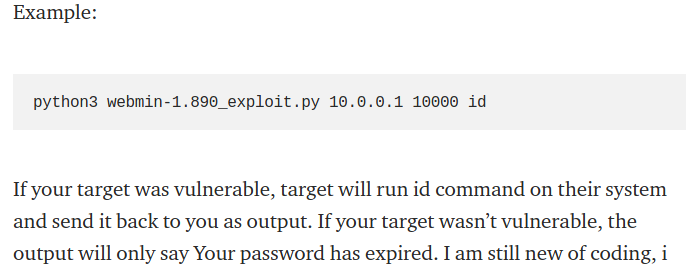 Example:
python3 webmin-1.890_exploit.py 10.0.0.1 10000 id
If your target was vulnerable, target will run id command on their system
and send it back to you as output. If your target wasn’t vulnerable, the
output will only say Your password has expired. I am still new of coding, i